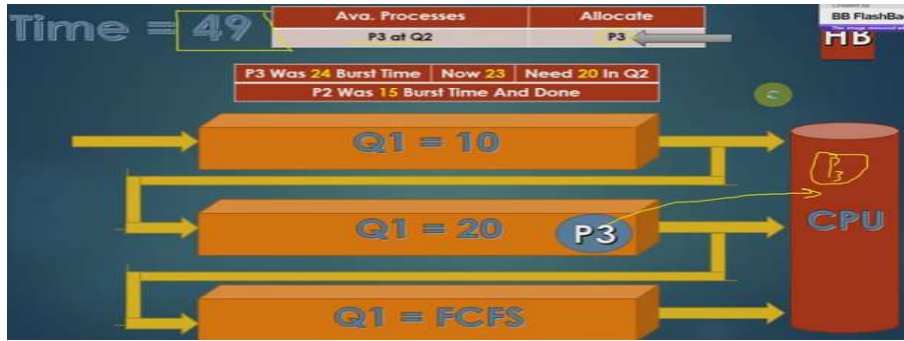 Time = 49
Ava. Processes Allocate
P3 at Q2 P3
BB FlashBa
HB
P3 Was 24 Burst Time Now 23 Need 20 In Q2
P2 Was 15 Burst Time And Done
Q1 = 10
P3
CPU
Q1 = 20
P3
Q1 = FCFS